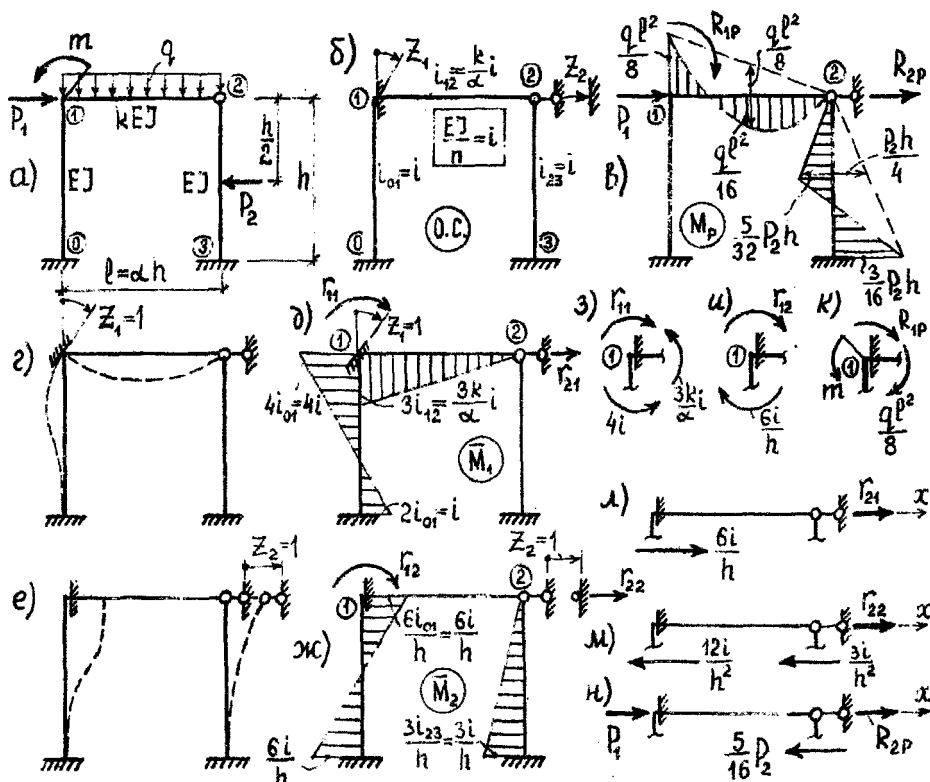 а)
m
q
P₁
①
②
kEJ
EJ
EJ
h/2
h
P₂
⓪
③
l=αh
б)
Z₁
i₁₂=k/α i
②
Z₂
①
EJ/h=i
i₀₁=i
i₂₃=i
О.С.
⓪
③
в)
ql²/8
R₁ₚ
ql²/8
②
R₂ₚ
P₁
①
ql²/16
P₂h/4
Mₚ
5/32 P₂h
3/16 P₂h
г)
Z₁=1
д)
r₁₁
①
Z₁=1
②
r₂₁
4i₀₁=4i
3i₁₂=3k/α i
M̄₁
2i₀₁=i
з)
r₁₁
①
4i
3k/α i
и)
r₁₂
①
6i/h
к)
R₁ₚ
①
m
ql²/8
л)
r₂₁
x
6i/h
е)
Z₂=1
ж)
r₁₂
①
Z₂=1
②
r₂₂
6i₀₁/h=6i/h
M̄₂
6i/h
3i₂₃/h=3i/h
м)
r₂₂
x
12i/h²
3i/h²
н)
P₁
x
5/16 P₂
R₂ₚ